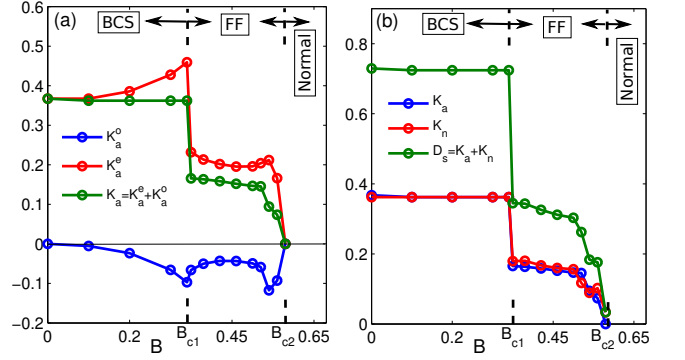 (a)
BCS
FF
Normal
0.6
0.5
0.4
0.3
0.2
0.1
0
-0.1
-0.2
K_a^o
K_a^e
K_a=K_a^e+K_a^o
0
0.2
B_c1
0.45
B_c2
0.65
B
(b)
BCS
FF
Normal
0.8
0.6
0.4
0.2
0
K_a
K_n
D_s=K_a+K_n
0
0.2
B_c1
0.45
B_c2
0.65
B